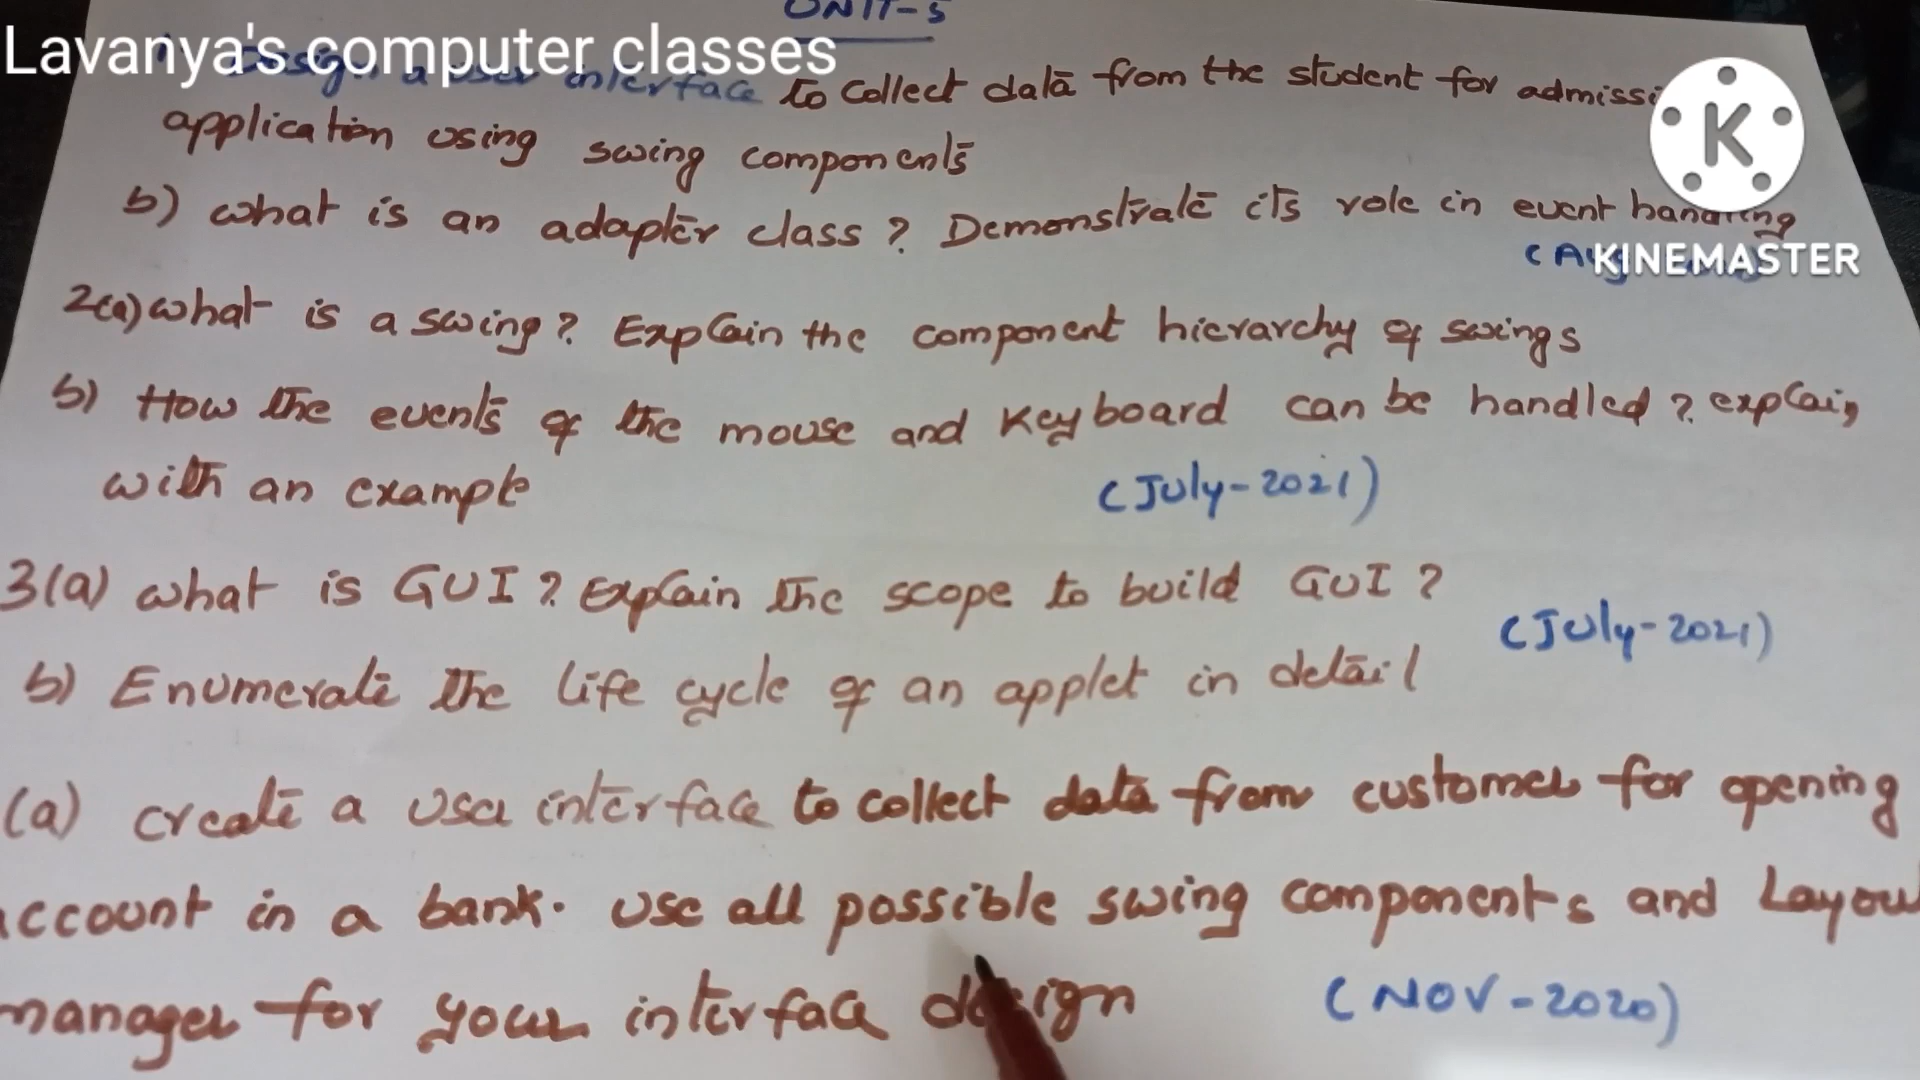 UNIT-5
Lavanya's computer classes
Design a user interface to collect data from the student for
application using swing components
b) what is an adapter class? Demonstrate its role in event handling
KINEMASTER
2(a) what is a swing? Explain the component hierarchy of swings
b) How the events of the mouse and Keyboard can be handled? explain
with an example
(July-2021)
3(a) what is GUI? Explain the scope to build GUI?
(July-2021)
b) Enumerate the life cycle of an applet in detail
(a) create a user interface to collect data from customer for opening
ccount in a bank. Use all possible swing components and Layou
manager for your interface design
(NOV-2020)